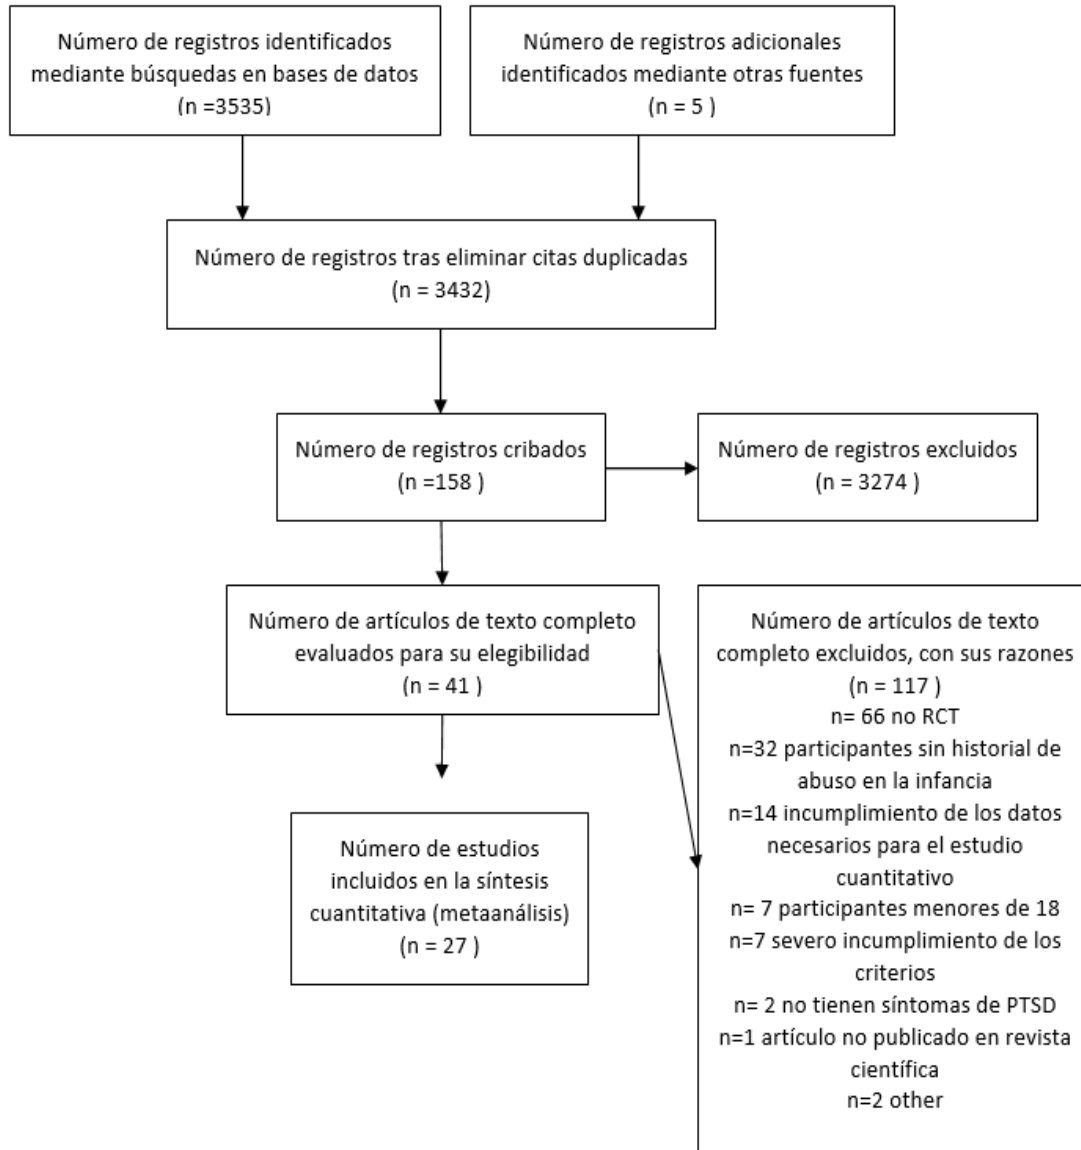 Número de registros identificados
mediante búsquedas en bases de datos
(n =3535)
Número de registros adicionales
identificados mediante otras fuentes
(n = 5 )
Número de registros tras eliminar citas duplicadas
(n = 3432)
Número de registros cribados
(n =158 )
Número de registros excluidos
(n = 3274 )
Número de artículos de texto completo
evaluados para su elegibilidad
(n = 41 )
Número de artículos de texto
completo excluidos, con sus razones
(n = 117 )
n= 66 no RCT
n=32 participantes sin historial de
abuso en la infancia
n=14 incumplimiento de los datos
necesarios para el estudio
cuantitativo
n= 7 participantes menores de 18
n=7 severo incumplimiento de los
criterios
n= 2 no tienen síntomas de PTSD
n=1 artículo no publicado en revista
científica
n=2 other
Número de estudios
incluidos en la síntesis
cuantitativa (metaanálisis)
(n = 27 )